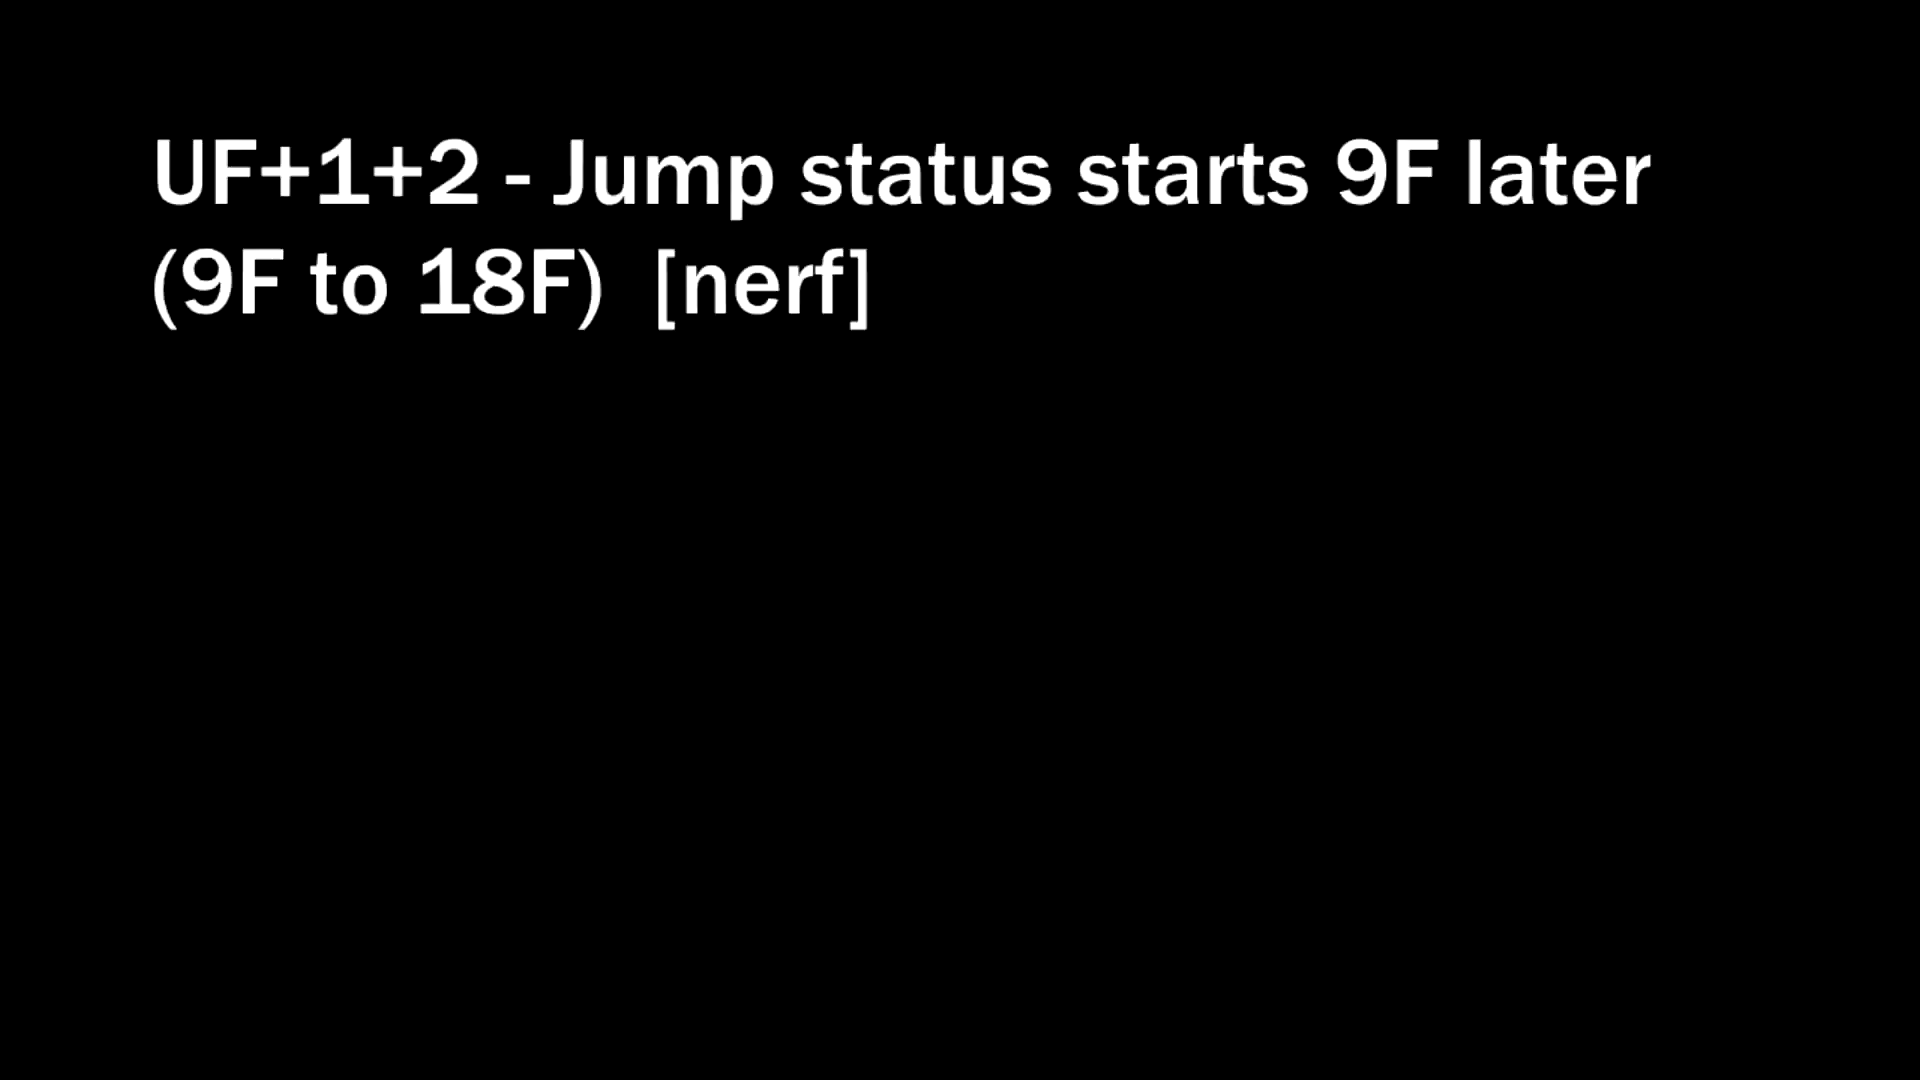 UF+1+2 - Jump status starts 9F later
(9F to 18F)  [nerf]